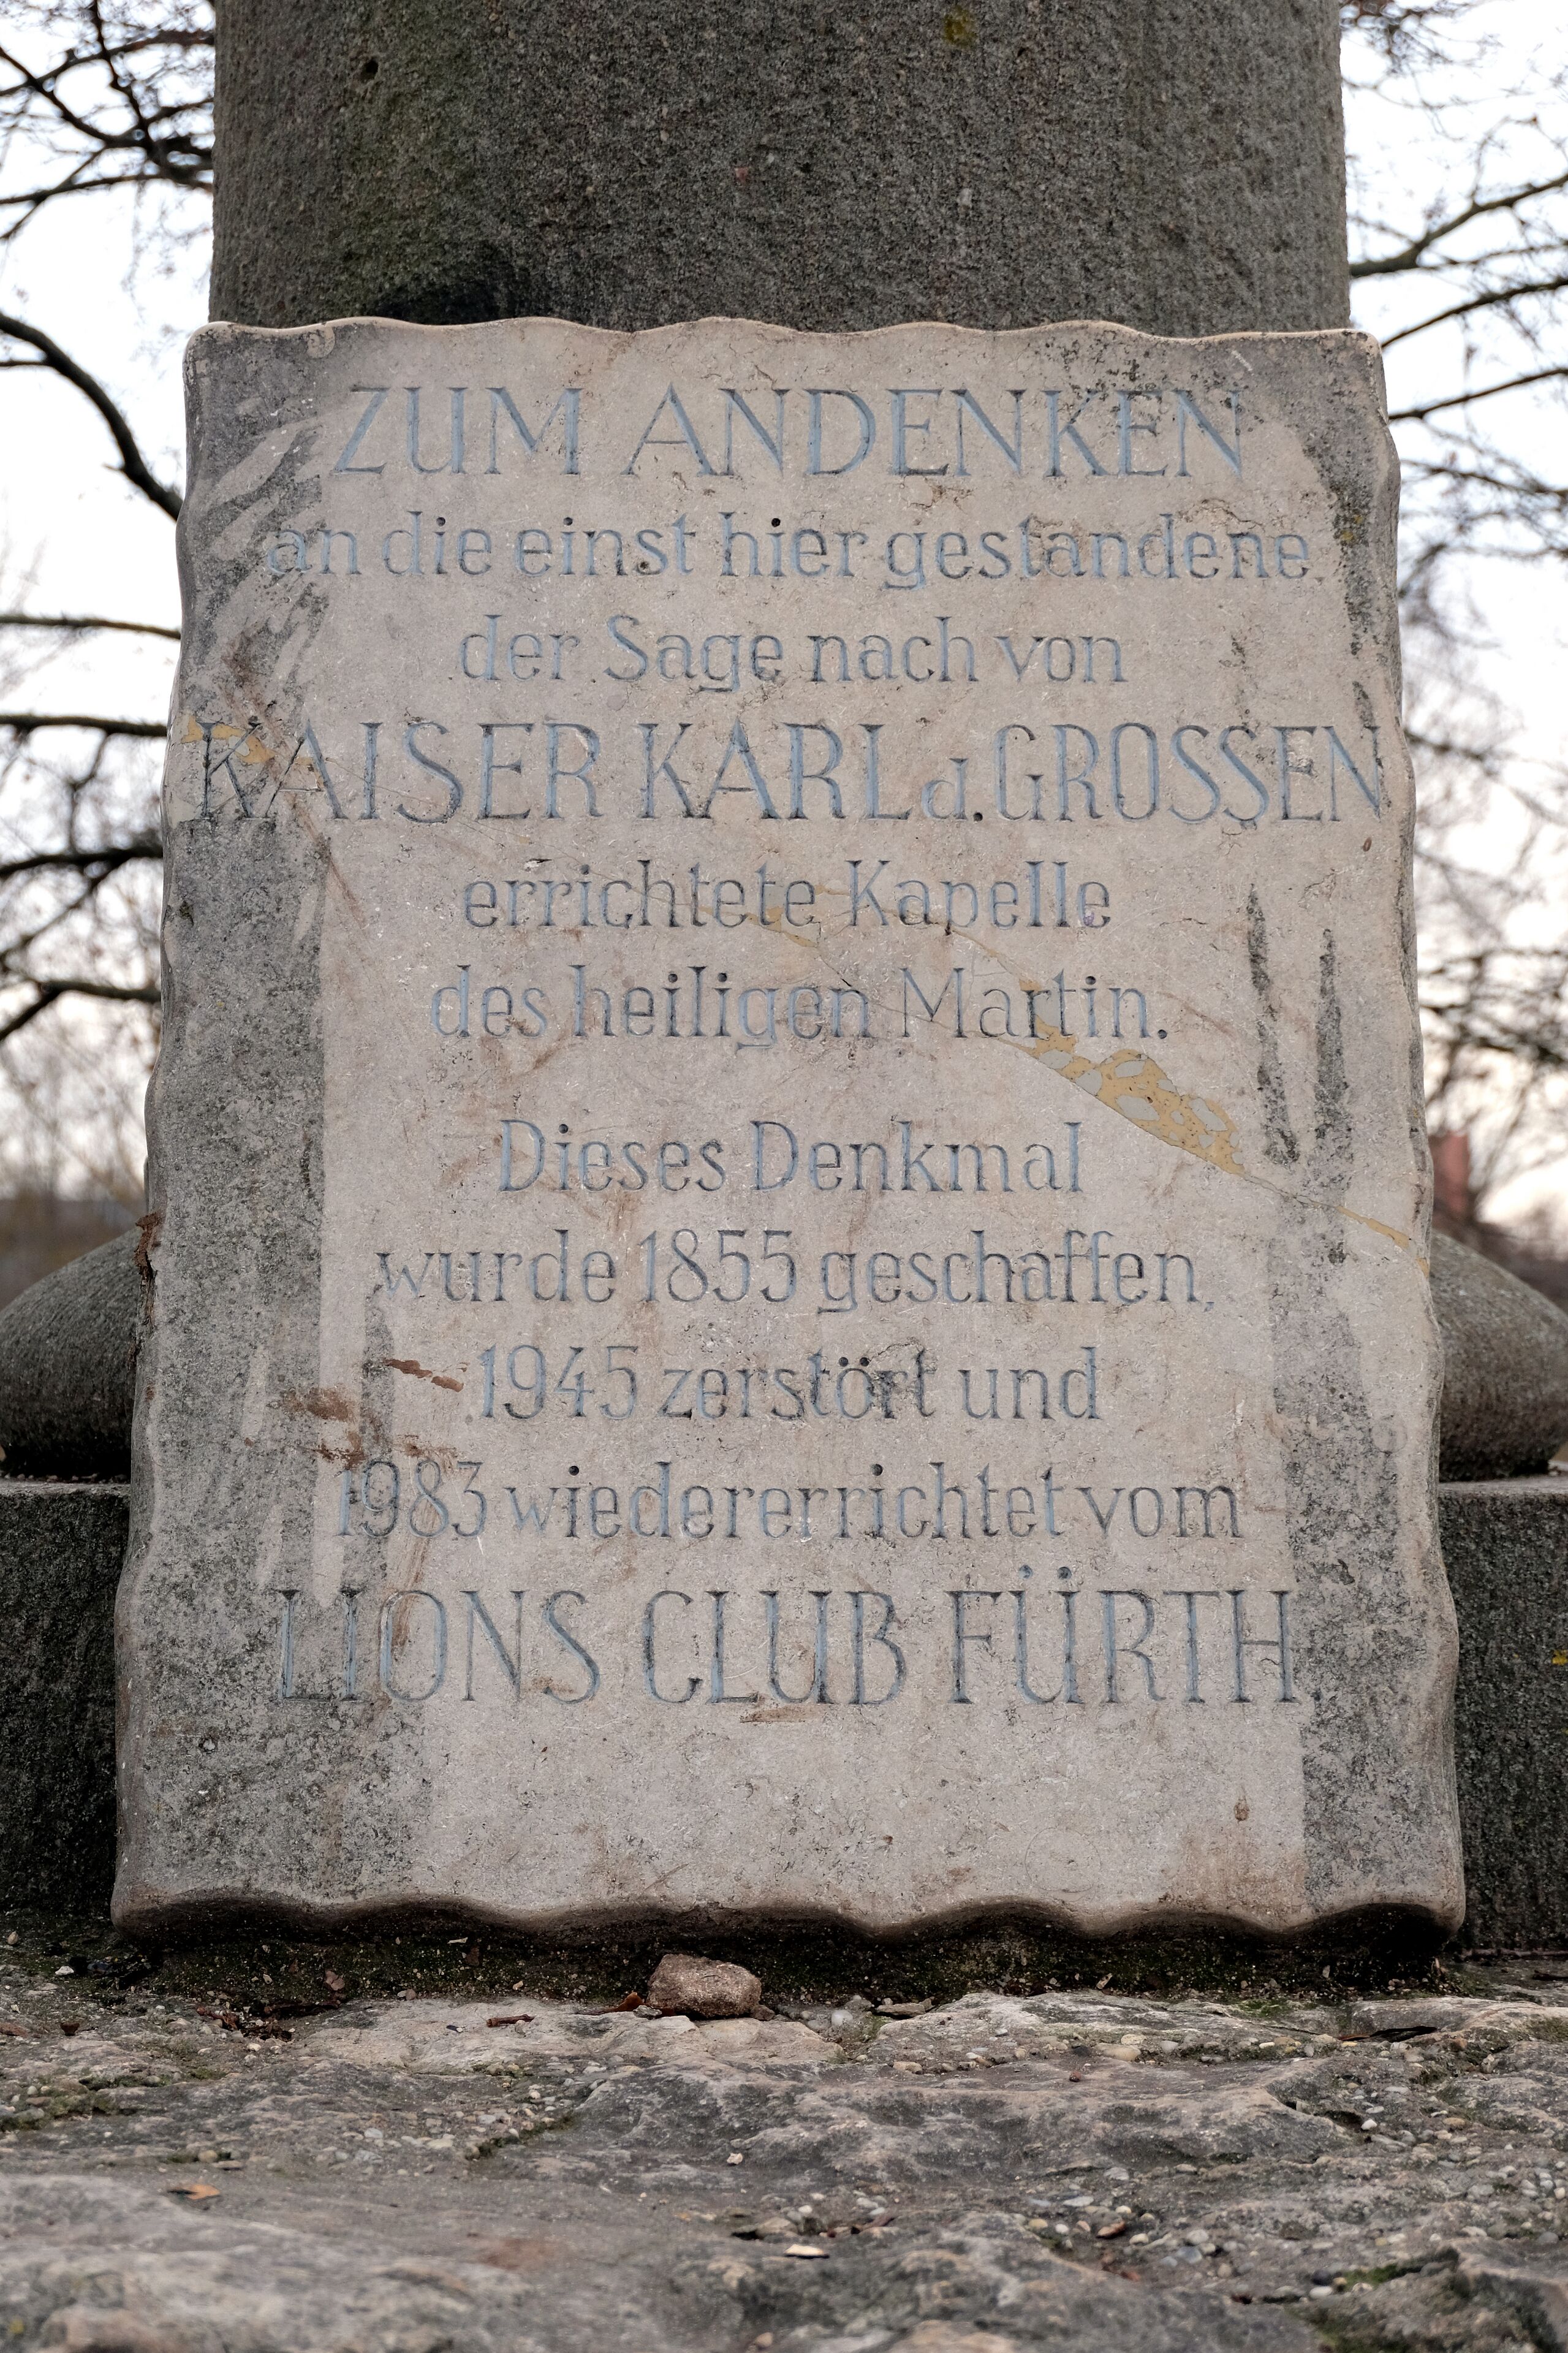 ZUM ANDENKEN
an die einst hier gestandene
der Sage nach von
KAISER KARL d. GROSSEN
errichtete Kapelle
des heiligen Martin.
Dieses Denkmal
wurde 1855 geschaffen,
1945 zerstört und
1983 wiedererrichtet vom
LIONS CLUB FÜRTH